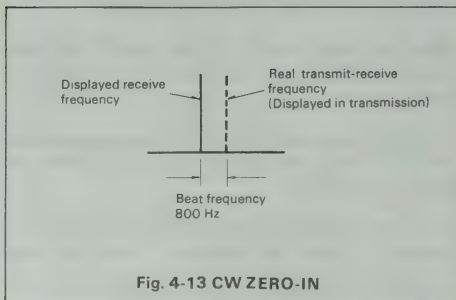 Displayed receive
frequency
Real transmit-receive
frequency
(Displayed in transmission)
Beat frequency
800 Hz
Fig. 4-13 CW ZERO-IN